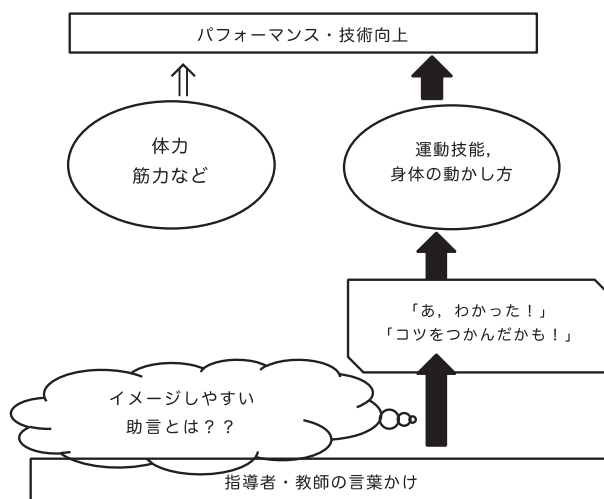 パフォーマンス・技術向上
体力
筋力など
運動技能，
身体の動かし方
「あ，わかった！」
「コツをつかんだかも！」
イメージしやすい
助言とは？？
指導者・教師の言葉かけ